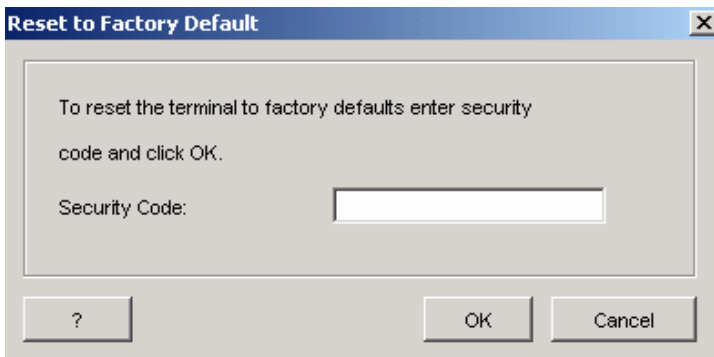 Reset to Factory Default
To reset the terminal to factory defaults enter security
code and click OK.
Security Code:
?
OK
Cancel